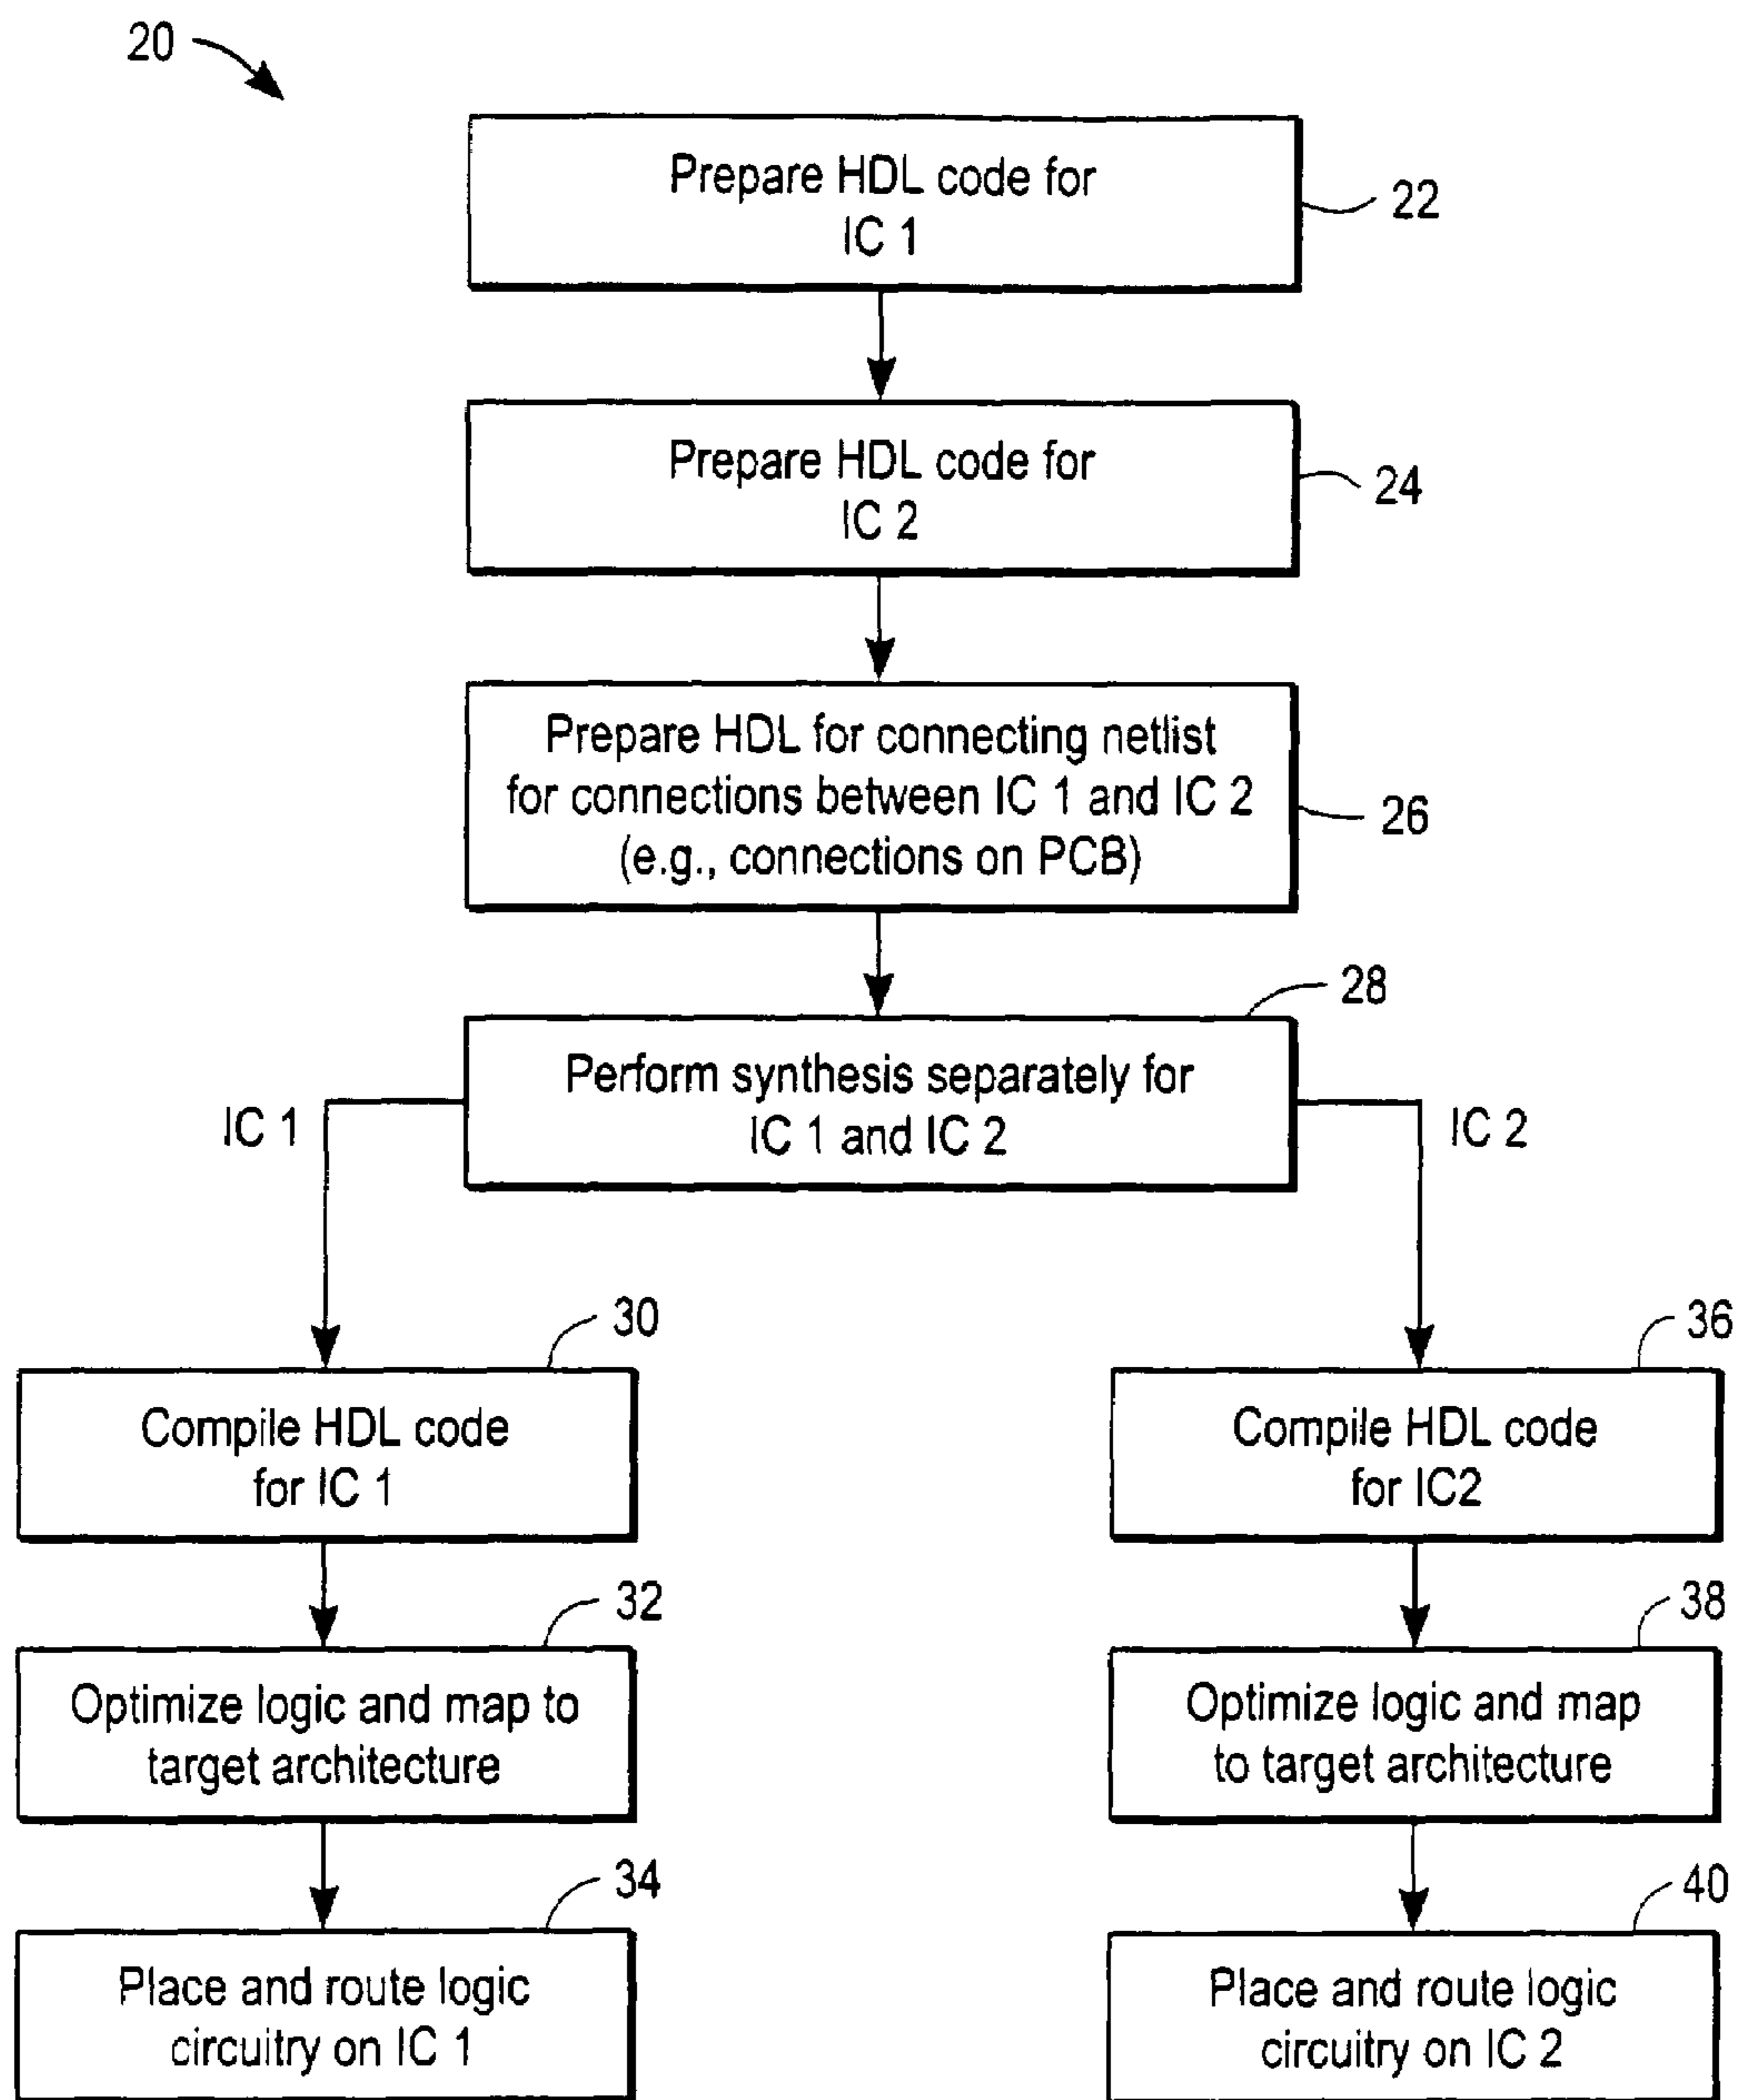 20
Prepare HDL code for
IC 1
22
Prepare HDL code for
IC 2
24
Prepare HDL for connecting netlist
for connections between IC 1 and IC 2
(e.g., connections on PCB)
26
28
Perform synthesis separately for
IC 1 and IC 2
IC 1
IC 2
30
Compile HDL code
for IC 1
32
Optimize logic and map to
target architecture
34
Place and route logic
circuitry on IC 1
36
Compile HDL code
for IC2
38
Optimize logic and map
to target architecture
40
Place and route logic
circuitry on IC 2